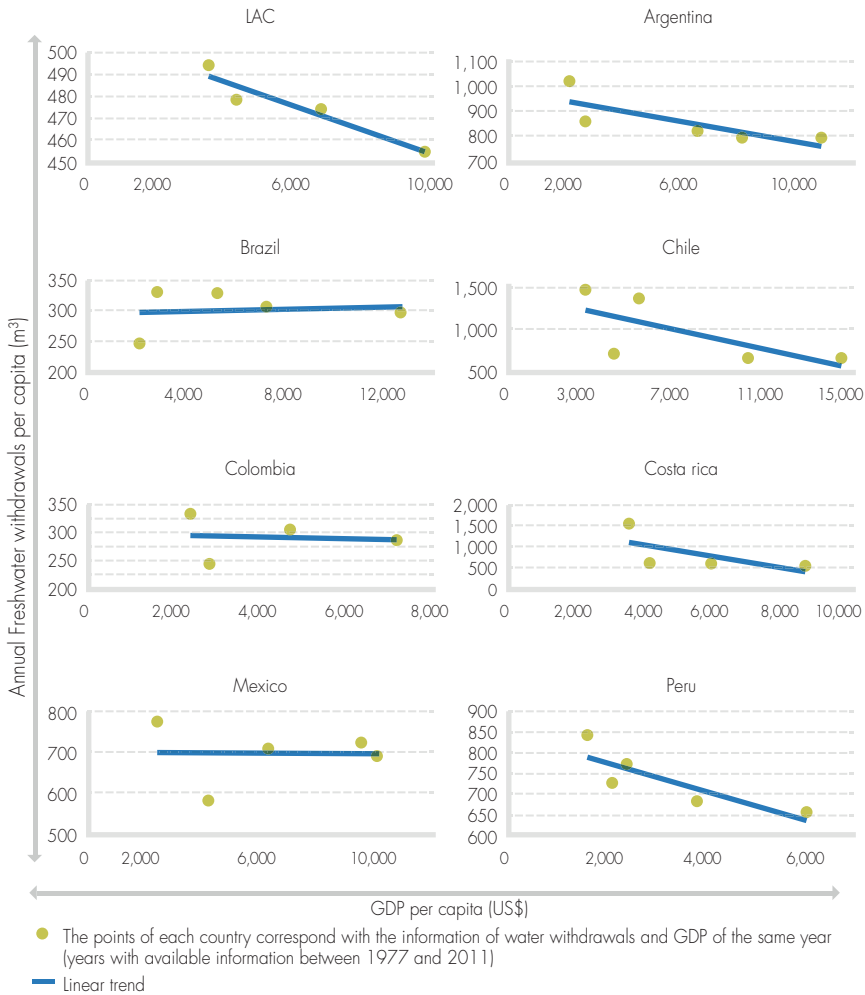 LAC
500
490
480
470
460
450
0 2,000 6,000 10,000
Argentina
1,100
1,000
900
800
700
0 2,000 6,000 10,000
Brazil
350
300
250
200
0 4,000 8,000 12,000
Chile
1,500
1,000
500
0 3,000 7,000 11,000 15,000
Colombia
350
300
250
200
0 2,000 4,000 6,000 8,000
Costa rica
2,000
1,500
1,000
500
0
0 2,000 4,000 6,000 8,000 10,000
Mexico
800
700
600
500
0 2,000 6,000 10,000
Peru
900
850
800
750
700
650
600
0 2,000 4,000 6,000
Annual Freshwater withdrawals per capita (m³)
GDP per capita (US$)
The points of each country correspond with the information of water withdrawals and GDP of the same year
(years with available information between 1977 and 2011)
Linear trend